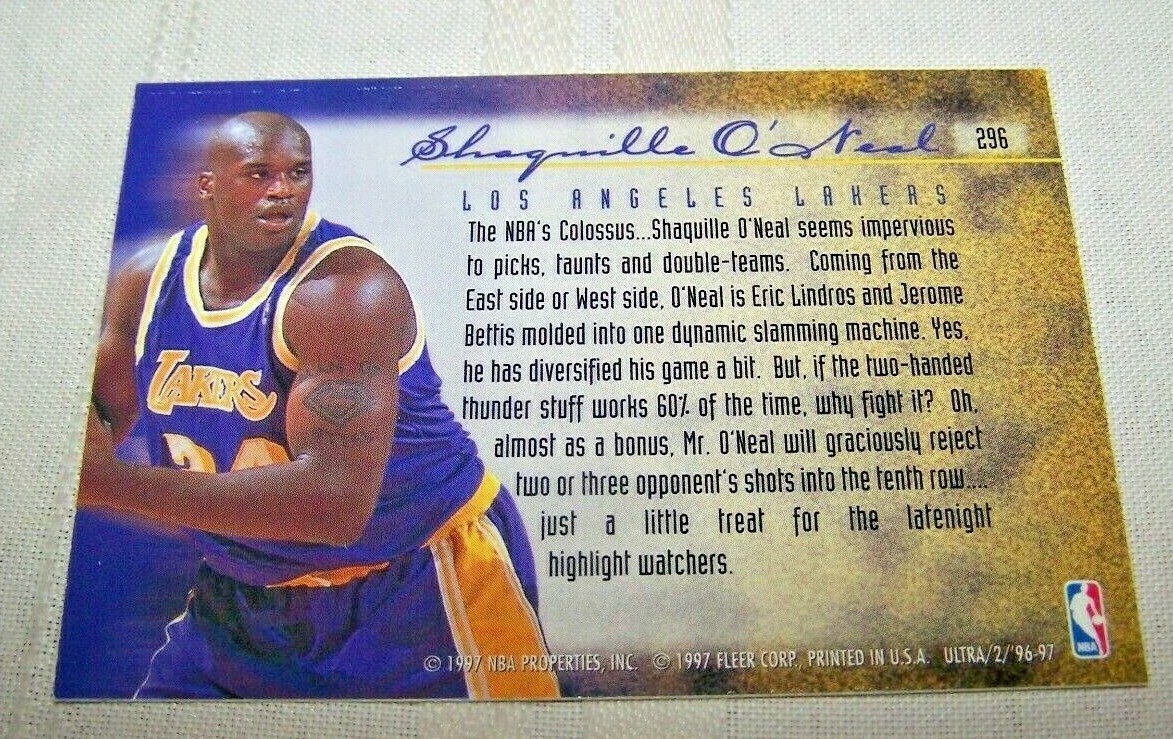 Shaquille O'Neal 296
LOS ANGELES LAKERS
The NBA's Colossus...Shaquille O'Neal seems impervious
to picks, taunts and double-teams. Coming from the
East side or West side, O'Neal is Eric Lindros and Jerome
Bettis molded into one dynamic slamming machine. Yes,
he has diversified his game a bit. But, if the two-handed
thunder stuff works 60% of the time, why fight it? Oh,
almost as a bonus, Mr. O'Neal will graciously reject
two or three opponent's shots into the tenth row....
just a little treat for the latenight
highlight watchers.
LAKERS
© 1997 NBA PROPERTIES, INC. © 1997 FLEER CORP., PRINTED IN U.S.A. ULTRA/2/'96-97
NBA